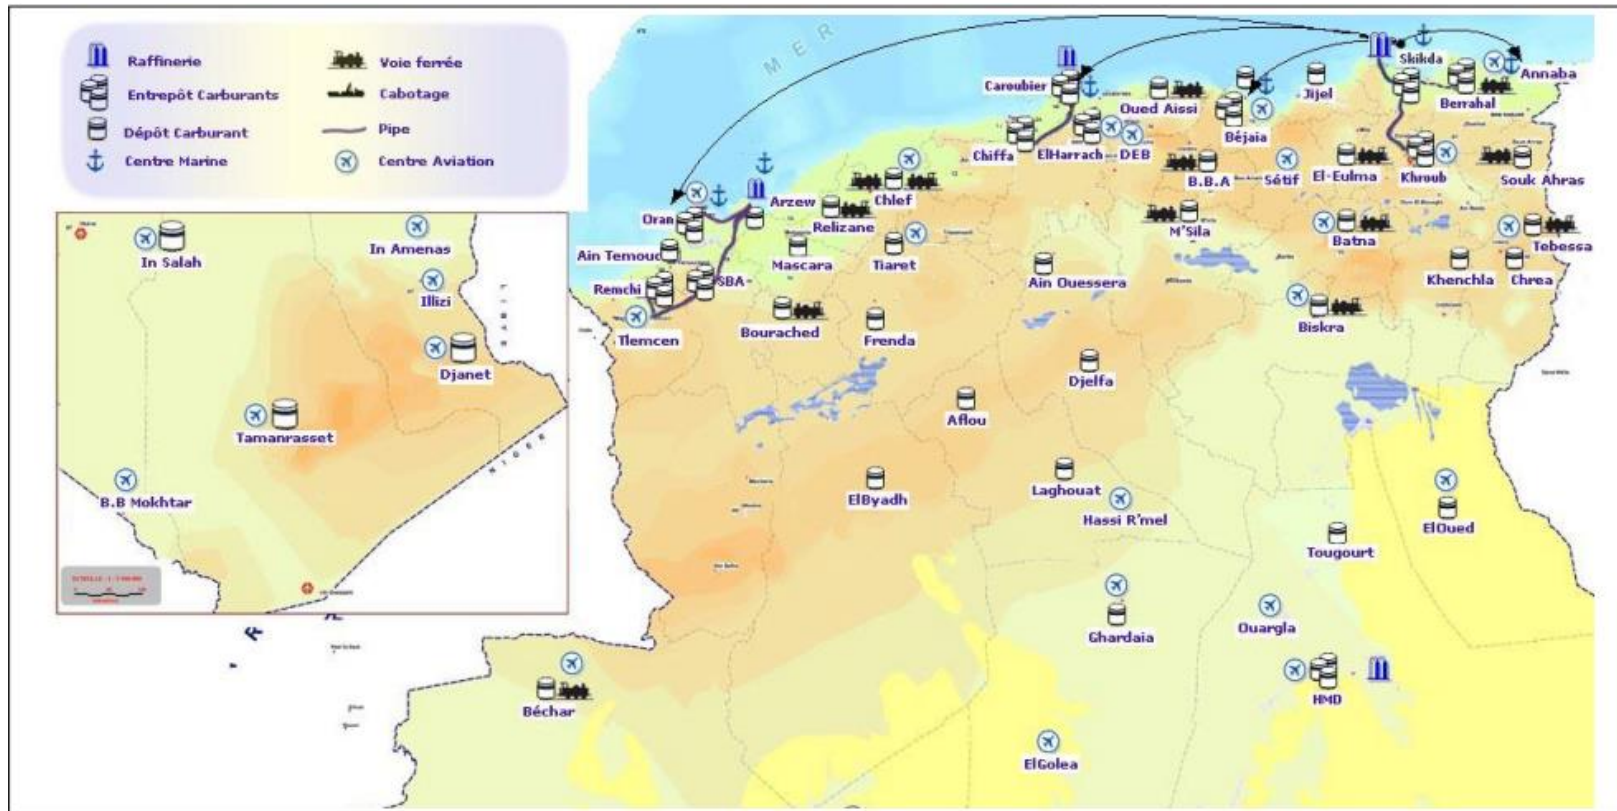 Raffinerie
Voie ferrée
Entrepôt Carburants
Cabotage
Dépôt Carburant
Pipe
Centre Marine
Centre Aviation
MER
Skikda
Annaba
Caroubier
Oued Aissi
Jijel
Berrahal
Béjaia
Chiffa
ElHarrach
DEB
B.B.A
Sétif
El-Eulma
Khroub
Souk Ahras
Chlef
Arzew
Oran
Relizane
M'Sila
Batna
Tebessa
Ain Temouc
Mascara
Tiaret
Ain Ouessera
Khenchla
Chrea
Remchi
SBA
Tlemcen
Bourached
Frenda
Biskra
Djelfa
Aflou
ElByadh
Laghouat
Hassi R'mel
ElOued
Tougourt
Ghardaia
Ouargla
HMD
Béchar
ElGolea
In Salah
In Amenas
Illizi
Djanet
Tamanrasset
B.B Mokhtar
NIGER